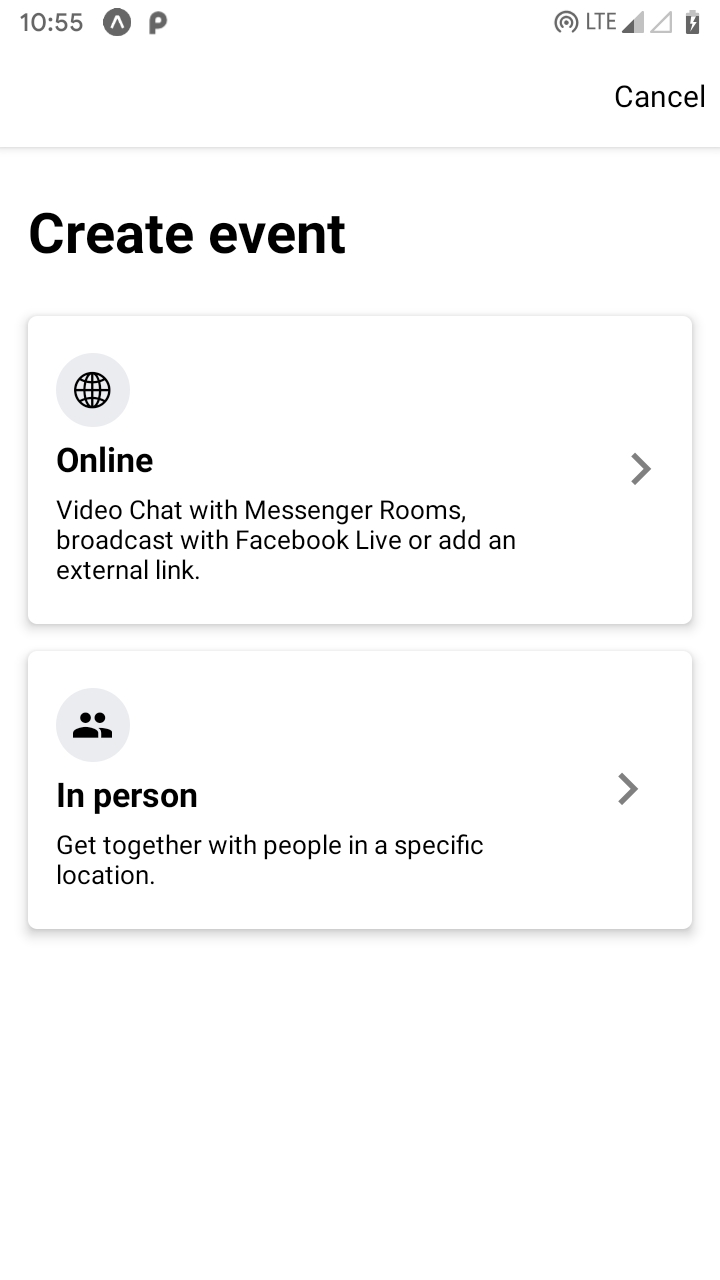 10:55
LTE
Cancel
Create event
Online
Video Chat with Messenger Rooms,
broadcast with Facebook Live or add an
external link.
In person
Get together with people in a specific
location.